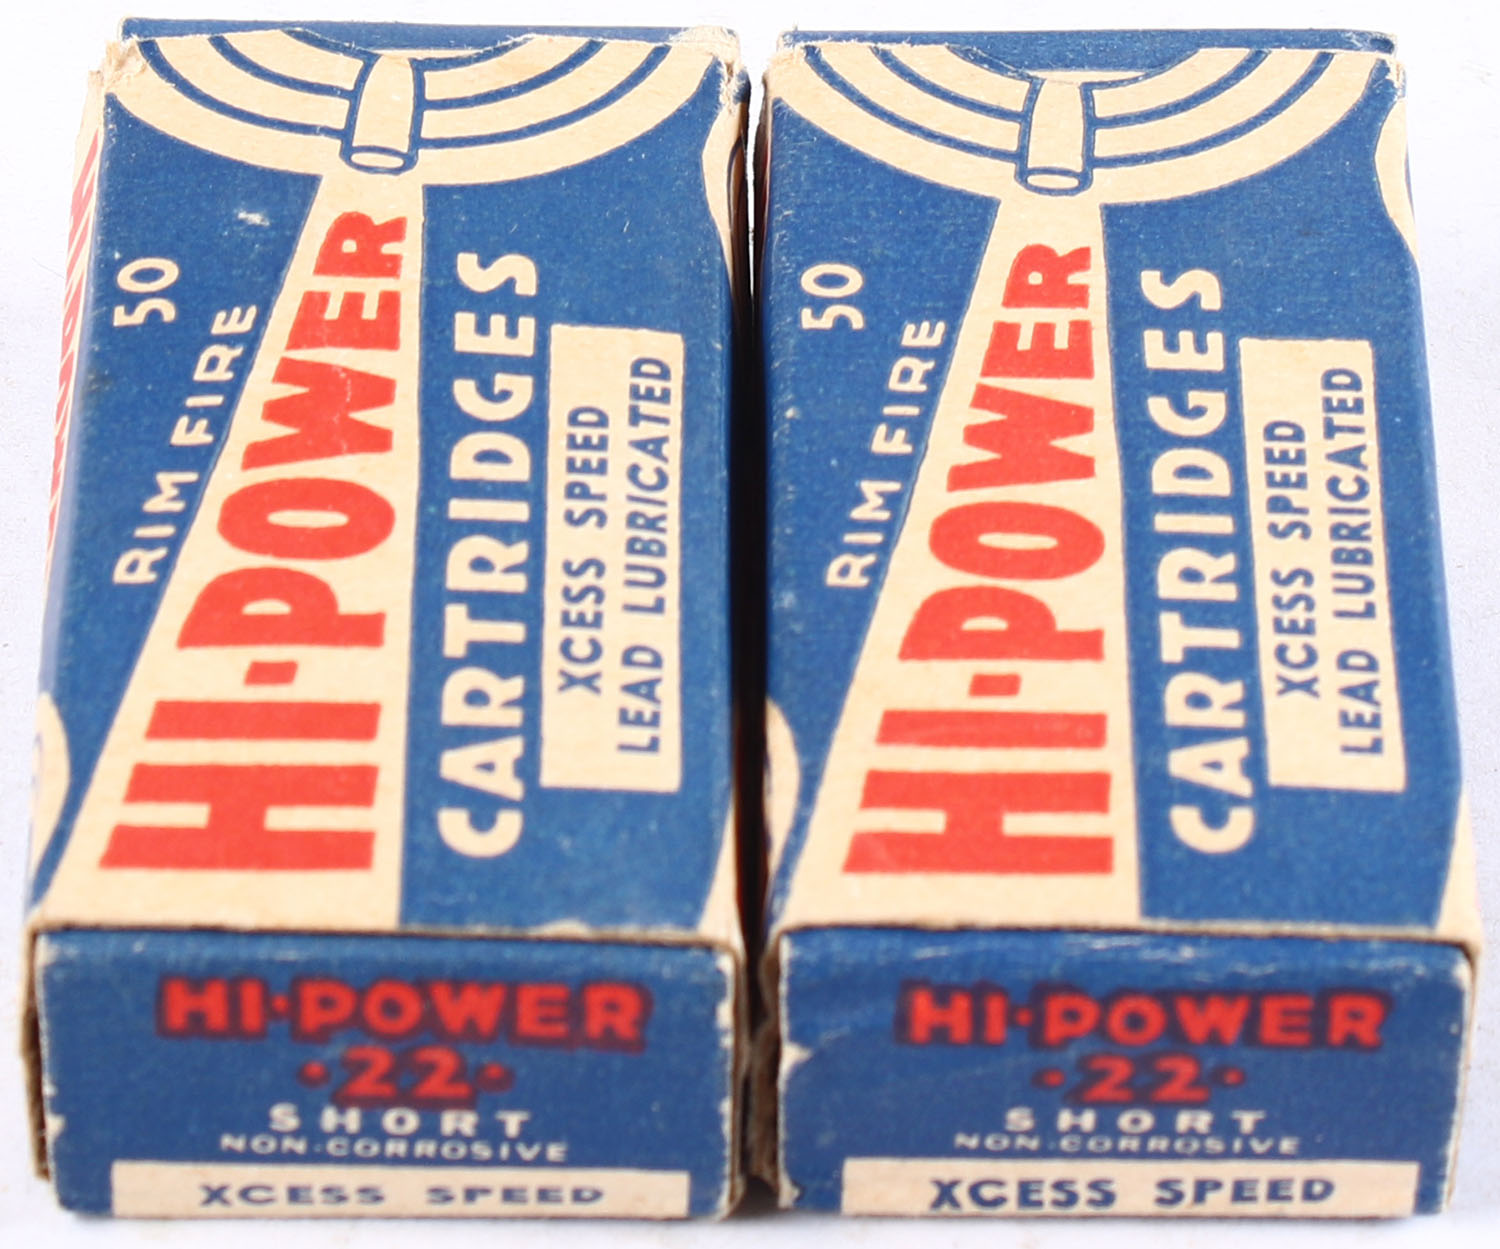 50
RIM FIRE
HI-POWER
CARTRIDGES
XCESS SPEED
LEAD LUBRICATED
HI-POWER
•22•
SHORT
NON-CORROSIVE
XCESS SPEED
50
RIM FIRE
HI-POWER
CARTRIDGES
XCESS SPEED
LEAD LUBRICATED
HI-POWER
•22•
SHORT
NON-CORROSIVE
XCESS SPEED